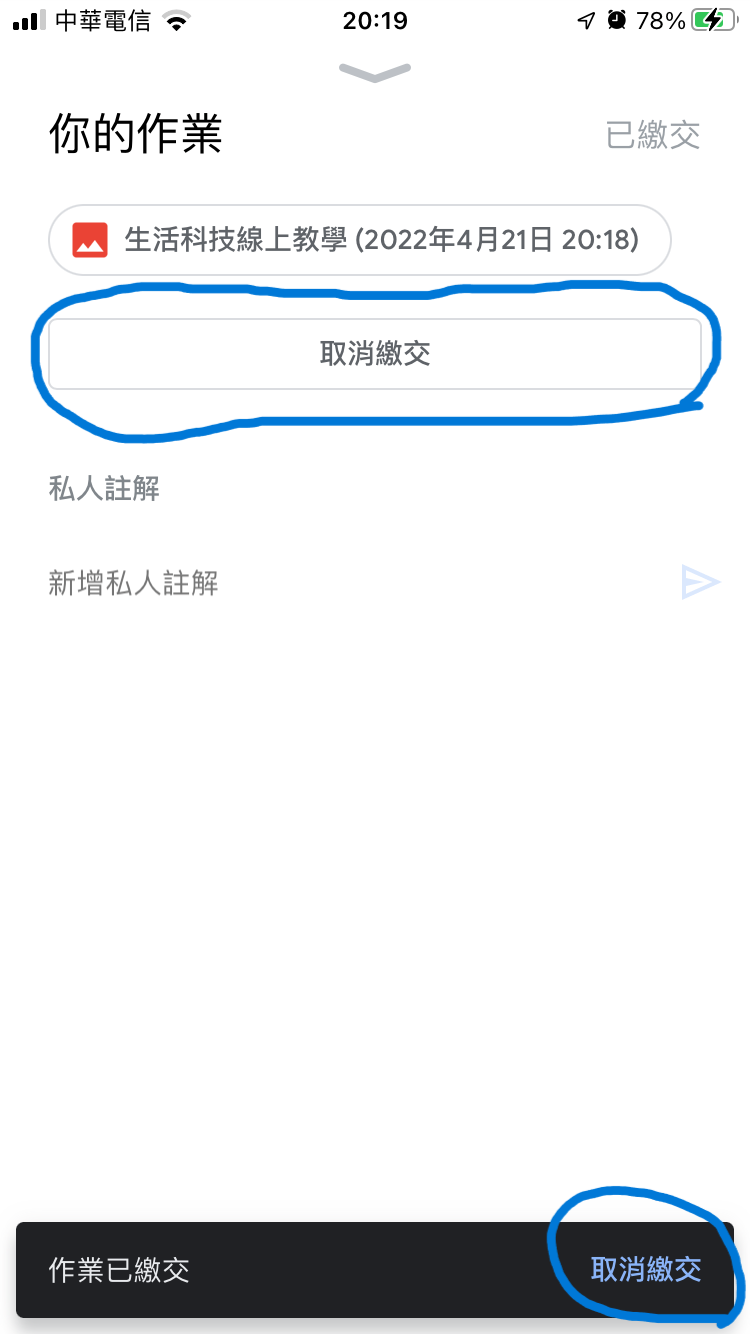 中華電信 20:19 78%
你的作業 已繳交
生活科技線上教學 (2022年4月21日 20:18)
取消繳交
私人註解
新增私人註解
作業已繳交 取消繳交